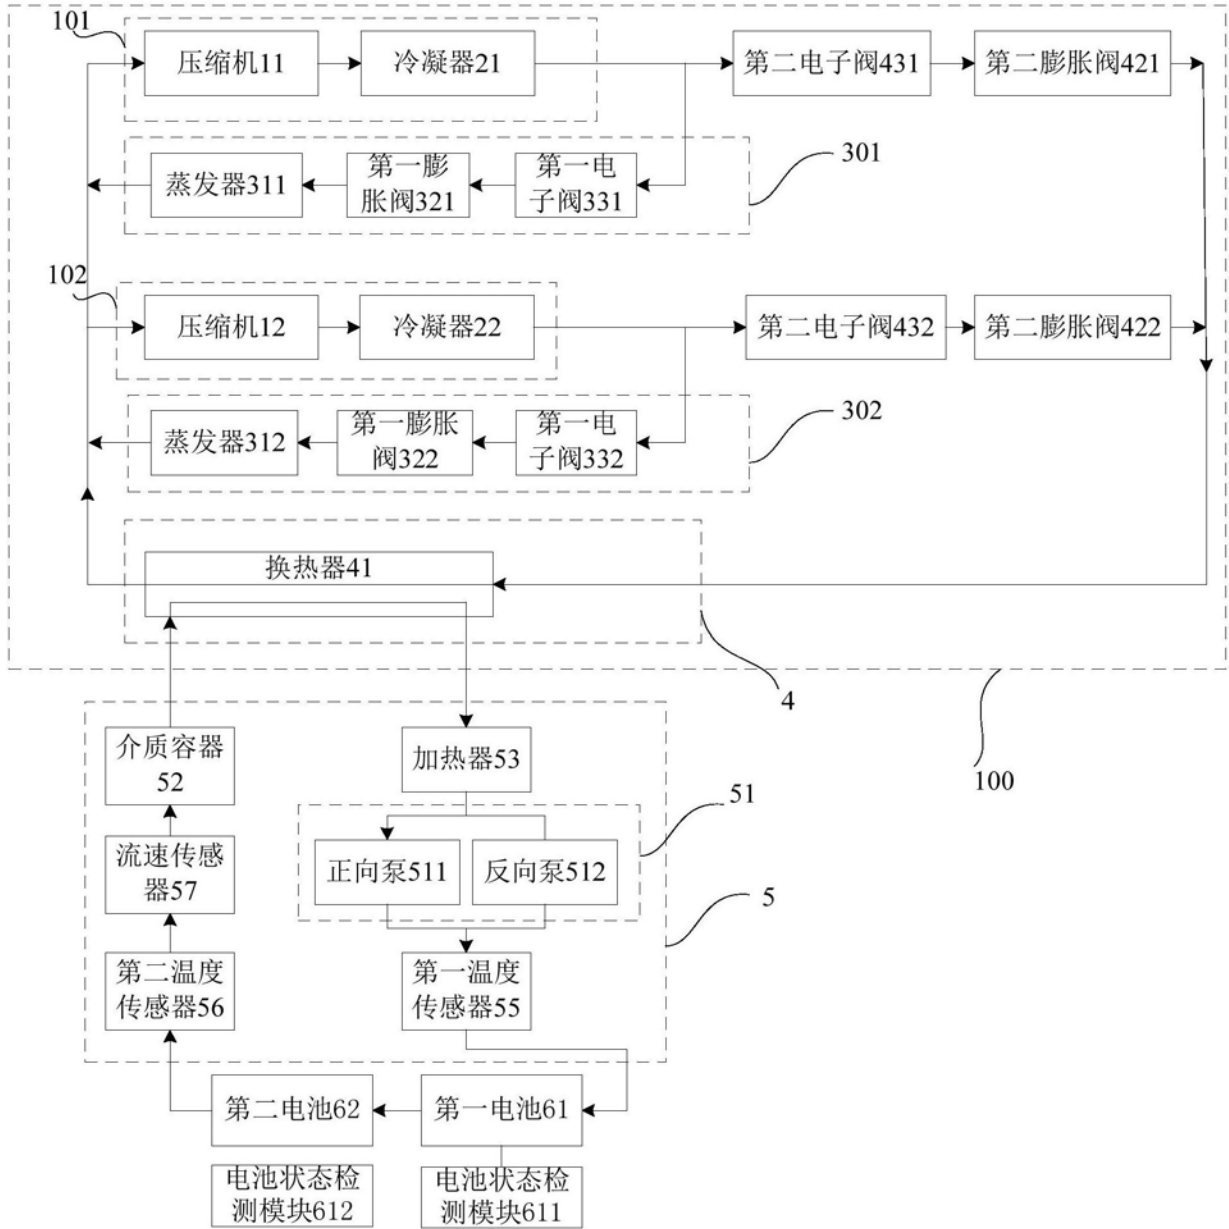 101
压缩机11
冷凝器21
第二电子阀431
第二膨胀阀421
蒸发器311
第一膨
胀阀321
第一电
子阀331
301
102
压缩机12
冷凝器22
第二电子阀432
第二膨胀阀422
蒸发器312
第一膨胀
阀322
第一电
子阀332
302
换热器41
4
100
介质容器
52
加热器53
51
流速传感
器57
正向泵511
反向泵512
5
第二温度
传感器56
第一温度
传感器55
第二电池62
第一电池61
电池状态检
测模块612
电池状态检
测模块611